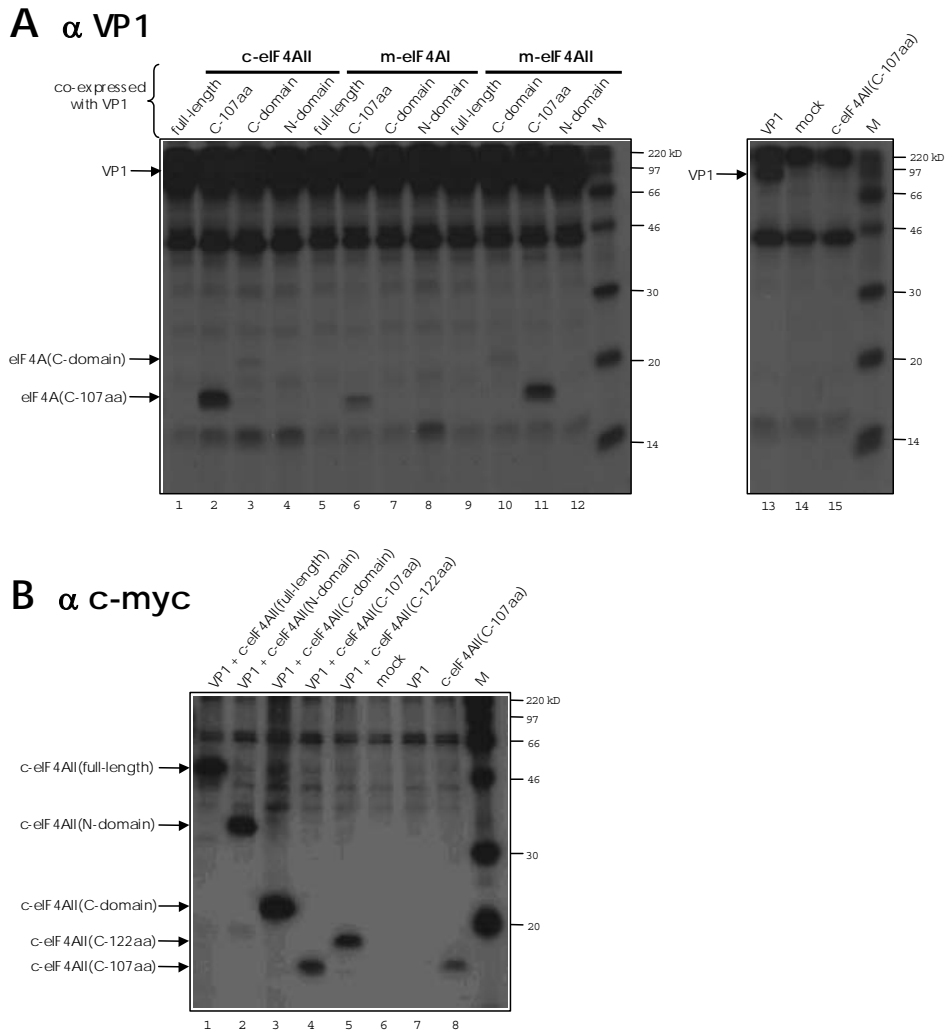 A α VP1
co-expressed
with VP1
c-eIF4AII
m-eIF4AI
m-eIF4AII
full-length
C-107aa
C-domain
N-domain
full-length
C-107aa
C-domain
N-domain
full-length
C-domain
C-107aa
N-domain
M
VP1
eIF4A(C-domain)
eIF4A(C-107aa)
220 kD
97
66
46
30
20
14
1 2 3 4 5 6 7 8 9 10 11 12
VP1
mock
c-eIF4AII(C-107aa)
M
VP1
220 kD
97
66
46
30
20
14
13 14 15
B α c-myc
VP1 + c-eIF4AII(full-length)
VP1 + c-eIF4AII(N-domain)
VP1 + c-eIF4AII(C-domain)
VP1 + c-eIF4AII(C-107aa)
VP1 + c-eIF4AII(C-122aa)
mock
VP1
c-eIF4AII(C-107aa)
M
c-eIF4AII(full-length)
c-eIF4AII(N-domain)
c-eIF4AII(C-domain)
c-eIF4AII(C-122aa)
c-eIF4AII(C-107aa)
220 kD
97
66
46
30
20
1 2 3 4 5 6 7 8